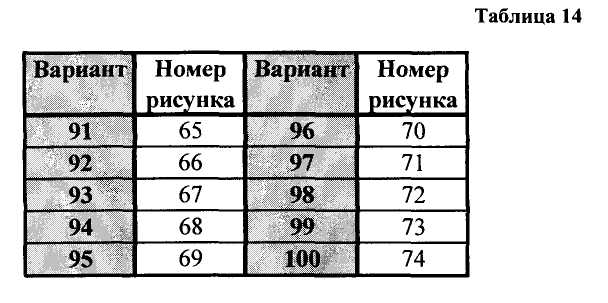 Таблица 14
Вариант Номер рисунка Вариант Номер рисунка
91 65 96 70
92 66 97 71
93 67 98 72
94 68 99 73
95 69 100 74